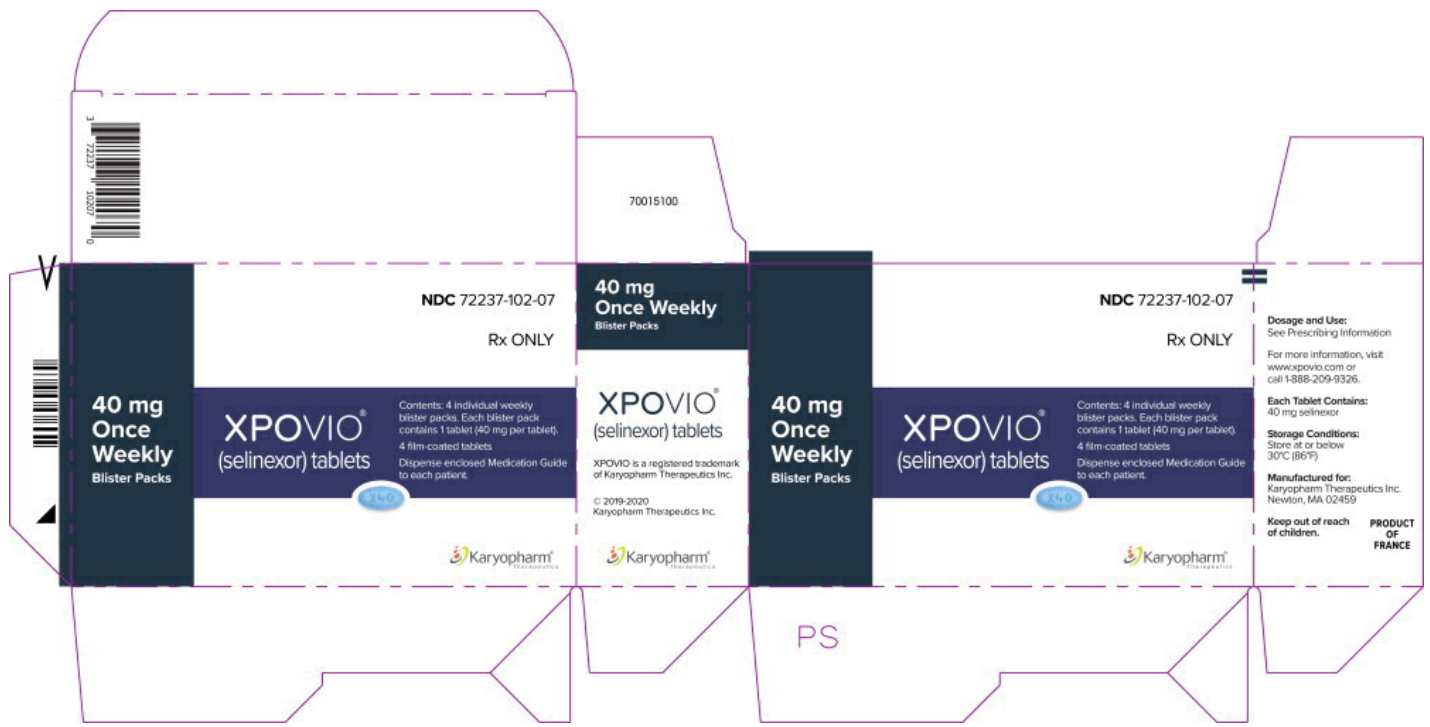 3 72237 10207 0
70015100
40 mg
Once
Weekly
Blister Packs
NDC 72237-102-07
Rx ONLY
XPOVIO®
(selinexor) tablets
Contents: 4 individual weekly
blister packs. Each blister pack
contains 1 tablet (40 mg per tablet).
4 film-coated tablets
Dispense enclosed Medication Guide
to each patient.
X40
Karyopharm®
Therapeutics
40 mg
Once Weekly
Blister Packs
XPOVIO®
(selinexor) tablets
XPOVIO is a registered trademark
of Karyopharm Therapeutics Inc.
© 2019-2020
Karyopharm Therapeutics Inc.
Karyopharm®
Therapeutics
40 mg
Once
Weekly
Blister Packs
NDC 72237-102-07
Rx ONLY
XPOVIO®
(selinexor) tablets
Contents: 4 individual weekly
blister packs. Each blister pack
contains 1 tablet (40 mg per tablet).
4 film-coated tablets
Dispense enclosed Medication Guide
to each patient.
X40
Karyopharm®
Therapeutics
Dosage and Use:
See Prescribing Information
For more information, visit
www.xpovio.com or
call 1-888-209-9326.
Each Tablet Contains:
40 mg selinexor
Storage Conditions:
Store at or below
30°C (86°F)
Manufactured for:
Karyopharm Therapeutics Inc.
Newton, MA 02459
Keep out of reach
of children.
PRODUCT
OF
FRANCE
PS